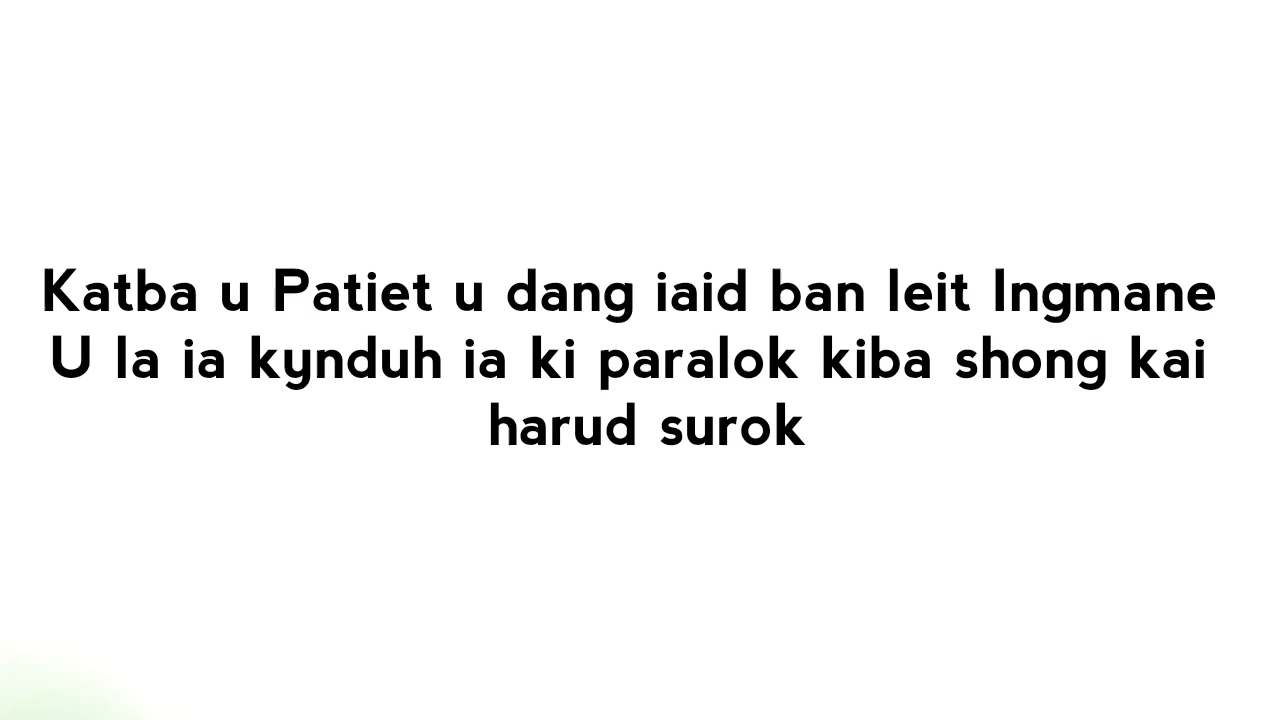 Katba u Patiet u dang iaid ban leit Ingmane
U la ia kynduh ia ki paralok kiba shong kai
harud surok